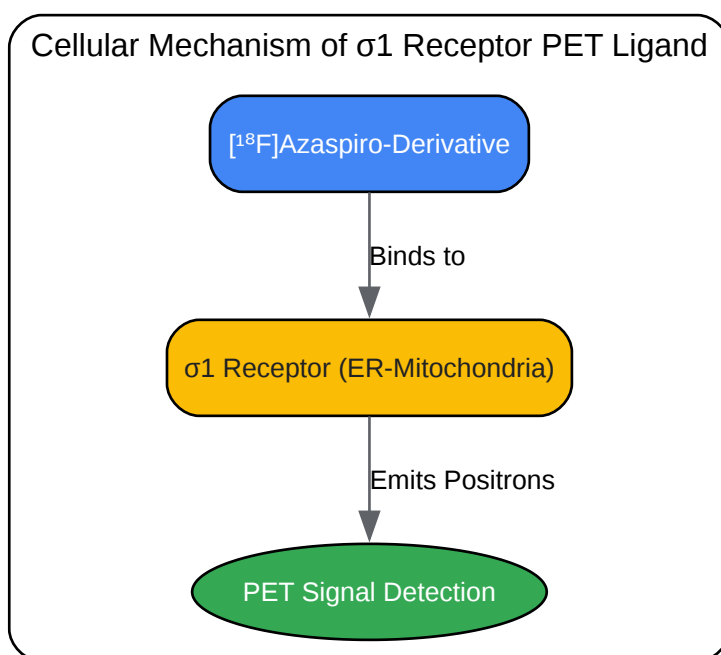 Cellular Mechanism of σ1 Receptor PET Ligand
[¹⁸F]Azaspiro-Derivative
Binds to
σ1 Receptor (ER-Mitochondria)
Emits Positrons
PET Signal Detection